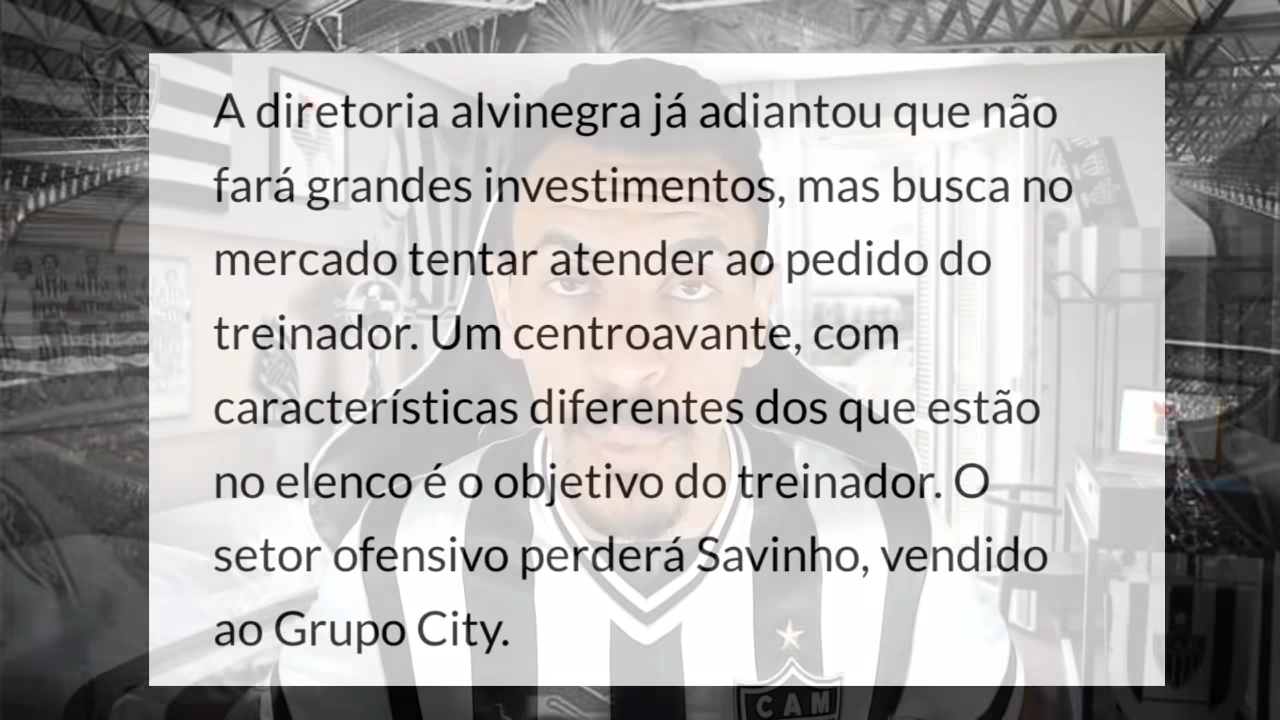 A diretoria alvinegra já adiantou que não
fará grandes investimentos, mas busca no
mercado tentar atender ao pedido do
treinador. Um centroavante, com
características diferentes dos que estão
no elenco é o objetivo do treinador. O
setor ofensivo perderá Savinho, vendido
ao Grupo City.
CAM